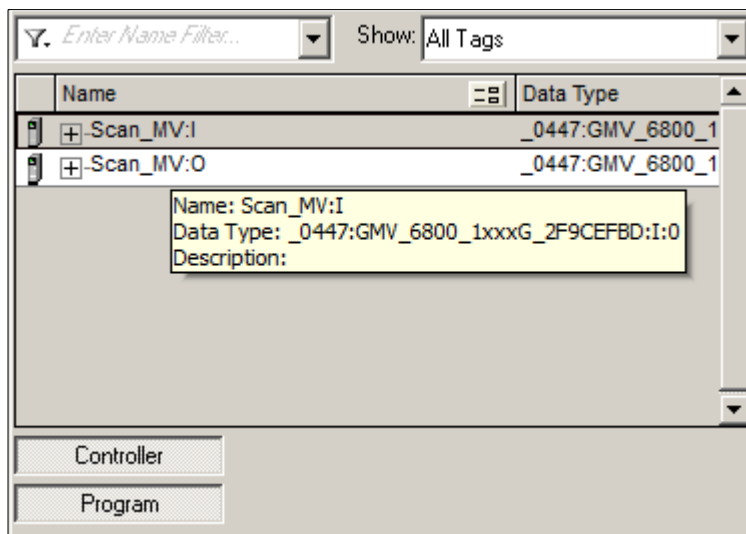 Enter Name Filter... Show: All Tags
Name Data Type
Scan_MV:I _0447:GMV_6800_1
Scan_MV:O _0447:GMV_6800_1
Name: Scan_MV:I
Data Type: _0447:GMV_6800_1xxxG_2F9CEFBD:I:0
Description:
Controller
Program